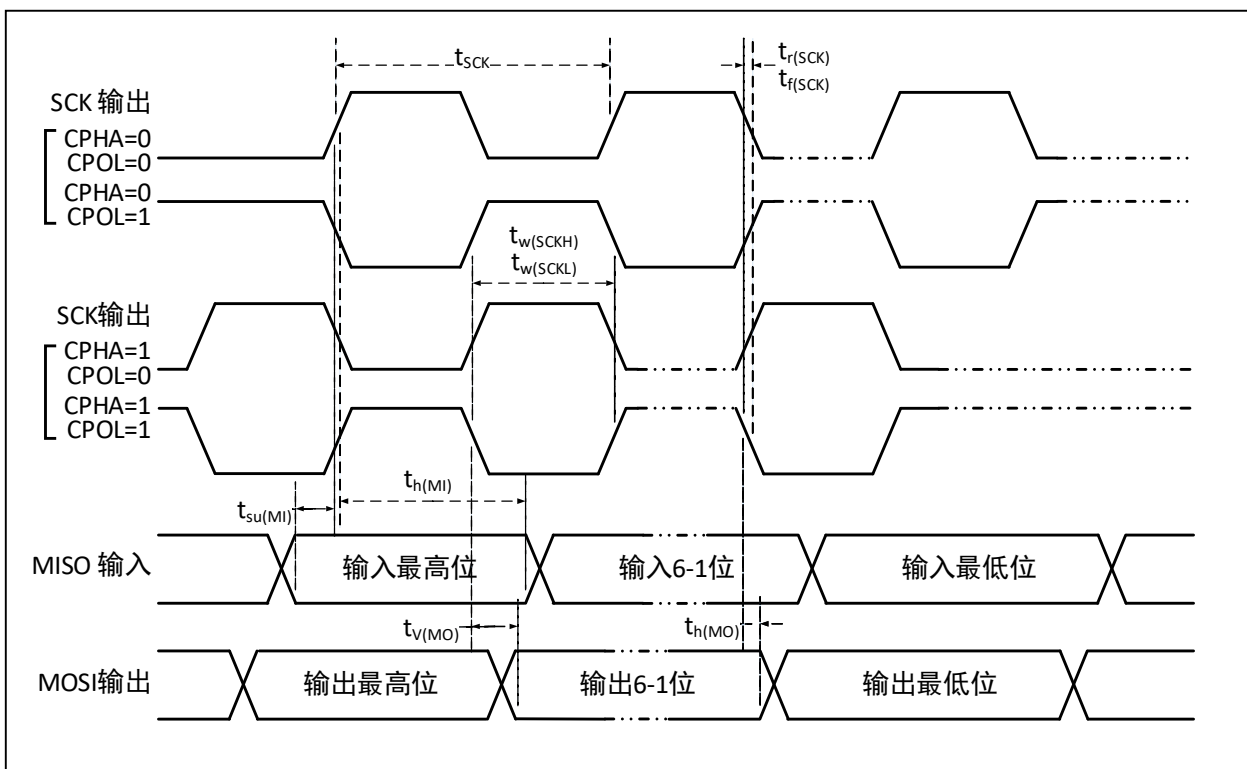 tSCK
tr(SCK)
tf(SCK)
SCK 输出
CPHA=0
CPOL=0
CPHA=0
CPOL=1
tw(SCKH)
tw(SCKL)
SCK输出
CPHA=1
CPOL=0
CPHA=1
CPOL=1
th(MI)
tsu(MI)
MISO 输入
输入最高位
输入6-1位
输入最低位
tV(MO)
th(MO)
MOSI输出
输出最高位
输出6-1位
输出最低位